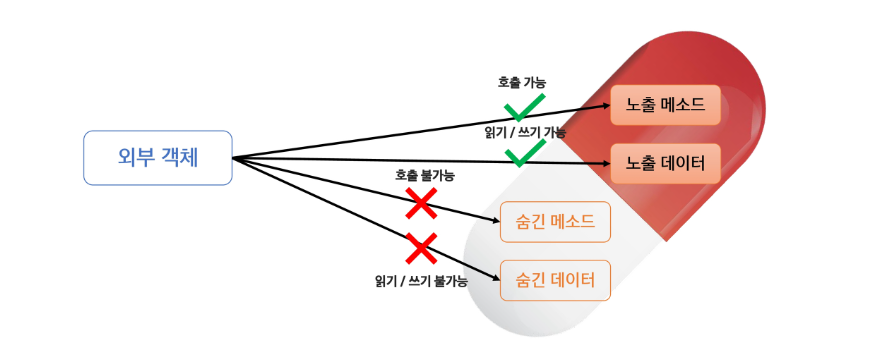 호출 가능
노출 메소드
읽기 / 쓰기 가능
외부 객체
노출 데이터
호출 불가능
숨긴 메소드
숨긴 데이터
읽기 / 쓰기 불가능